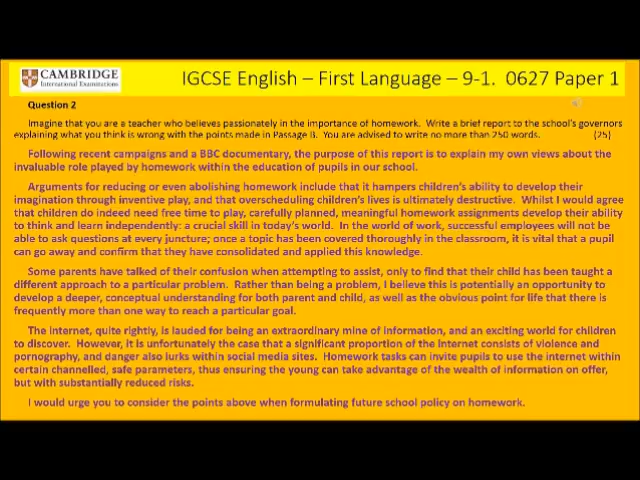 CAMBRIDGE
International Examinations
IGCSE English – First Language – 9-1. 0627 Paper 1
Question 2
Imagine that you are a teacher who believes passionately in the importance of homework. Write a brief report to the school's governors
explaining what you think is wrong with the points made in Passage B. You are advised to write no more than 250 words. [25]
Following recent campaigns and a BBC documentary, the purpose of this report is to explain my own views about the
invaluable role played by homework within the education of pupils in our school.
Arguments for reducing or even abolishing homework include that it hampers children's ability to develop their
imagination through inventive play, and that overscheduling children's lives is ultimately destructive. Whilst I would agree
that children do indeed need free time to play, carefully planned, meaningful homework assignments develop their ability
to think and learn independently: a crucial skill in today's world. In the world of work, successful employees will not be
able to ask questions at every juncture; once a topic has been covered thoroughly in the classroom, it is vital that a pupil
can go away and confirm that they have consolidated and applied this knowledge.
Some parents have talked of their confusion when attempting to assist, only to find that their child has been taught a
different approach to a particular problem. Rather than being a problem, I believe this is potentially an opportunity to
develop a deeper, conceptual understanding for both parent and child, as well as the obvious point for life that there is
frequently more than one way to reach a particular goal.
The internet, quite rightly, is lauded for being an extraordinary mine of information, and an exciting world for children
to discover. However, it is unfortunately the case that a significant proportion of the internet consists of violence and
pornography, and danger also lurks within social media sites. Homework tasks can invite pupils to use the internet within
certain channelled, safe parameters, thus ensuring the young can take advantage of the wealth of information on offer,
but with substantially reduced risks.
I would urge you to consider the points above when formulating future school policy on homework.